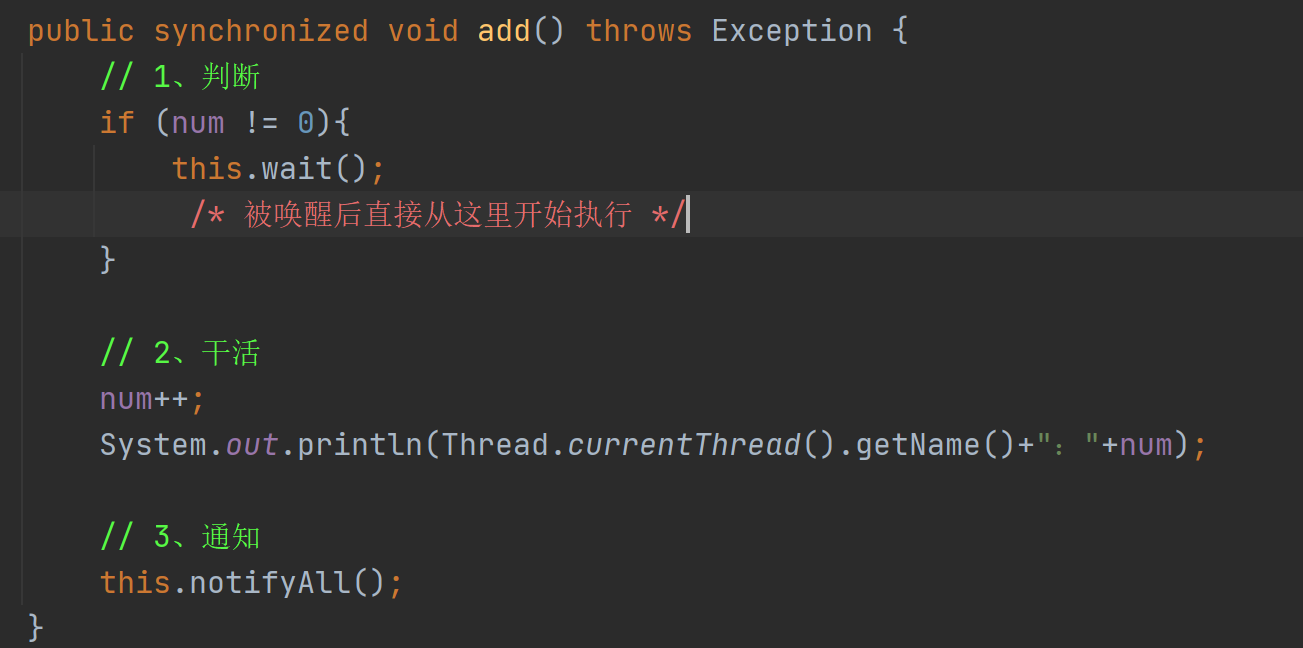 public synchronized void add() throws Exception {
// 1、判断
if (num != 0){
this.wait();
/* 被唤醒后直接从这里开始执行 */
}
// 2、干活
num++;
System.out.println(Thread.currentThread().getName()+"："+num);
// 3、通知
this.notifyAll();
}